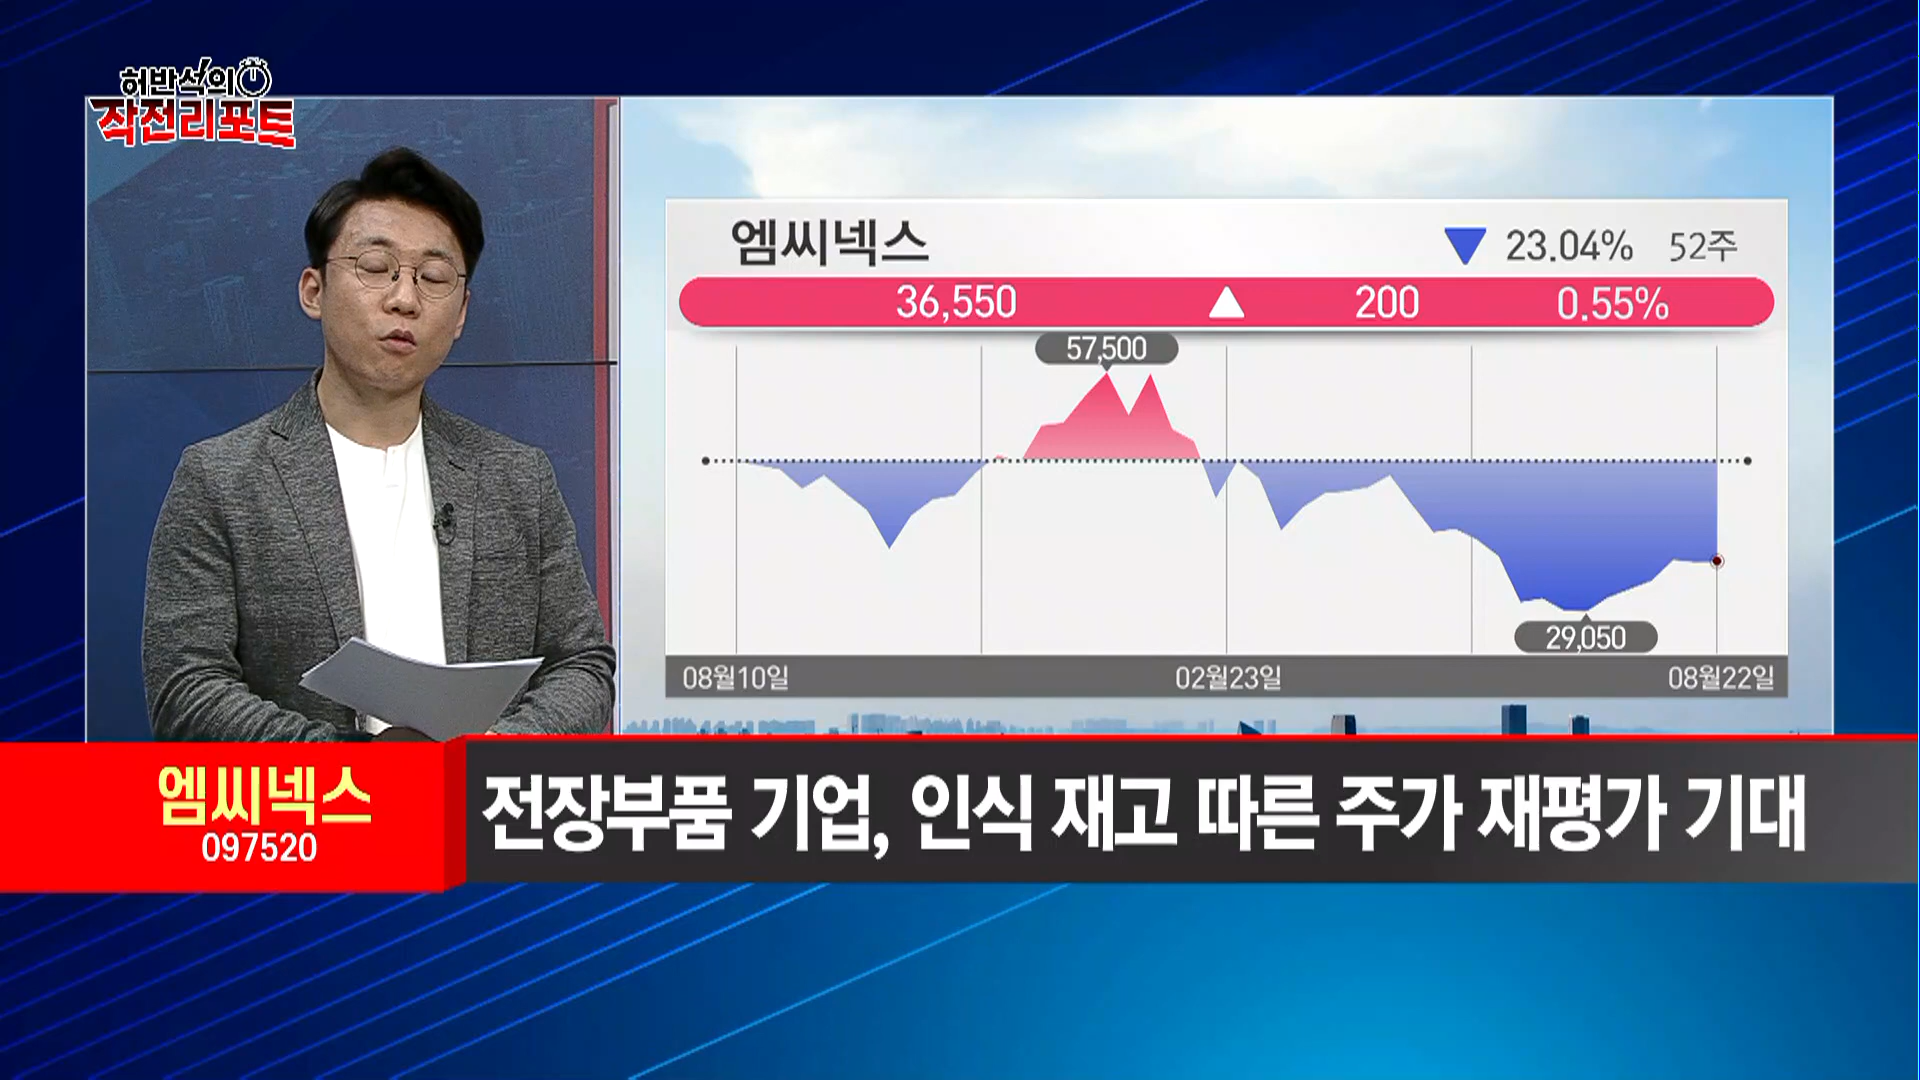 허반석의
작전리포트
엠씨넥스 ▼ 23.04% 52주
36,550 ▲ 200 0.55%
57,500
29,050
08월10일 02월23일 08월22일
엠씨넥스
097520
전장부품 기업, 인식 재고 따른 주가 재평가 기대